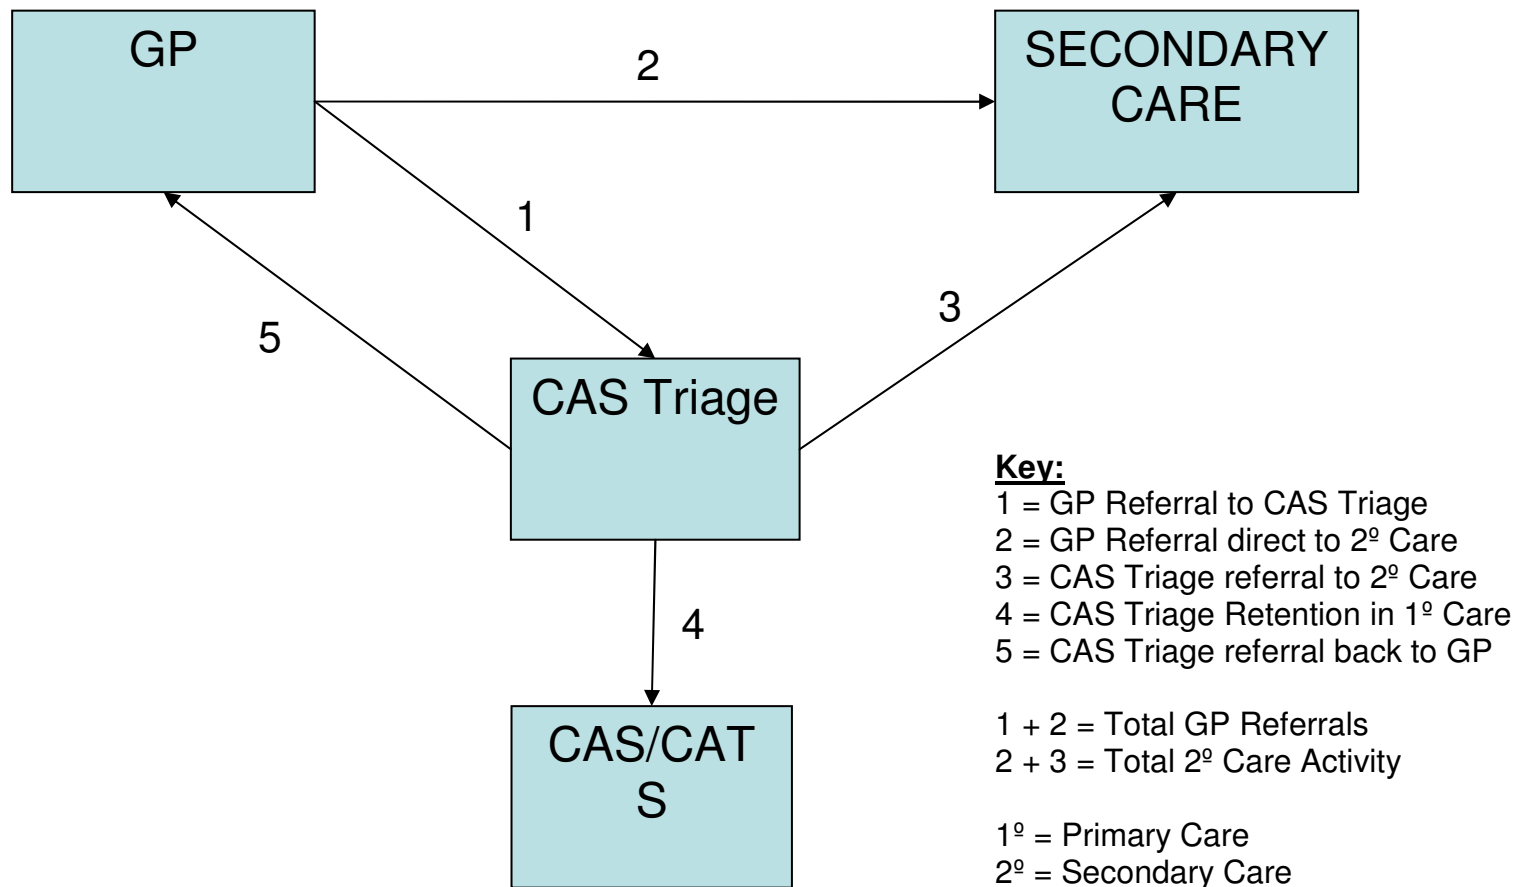 GP
SECONDARY
CARE
2
1
5
3
CAS Triage
4
CAS/CAT
S
Key:
1 = GP Referral to CAS Triage
2 = GP Referral direct to 2º Care
3 = CAS Triage referral to 2º Care
4 = CAS Triage Retention in 1º Care
5 = CAS Triage referral back to GP
1 + 2 = Total GP Referrals
2 + 3 = Total 2º Care Activity
1º = Primary Care
2º = Secondary Care